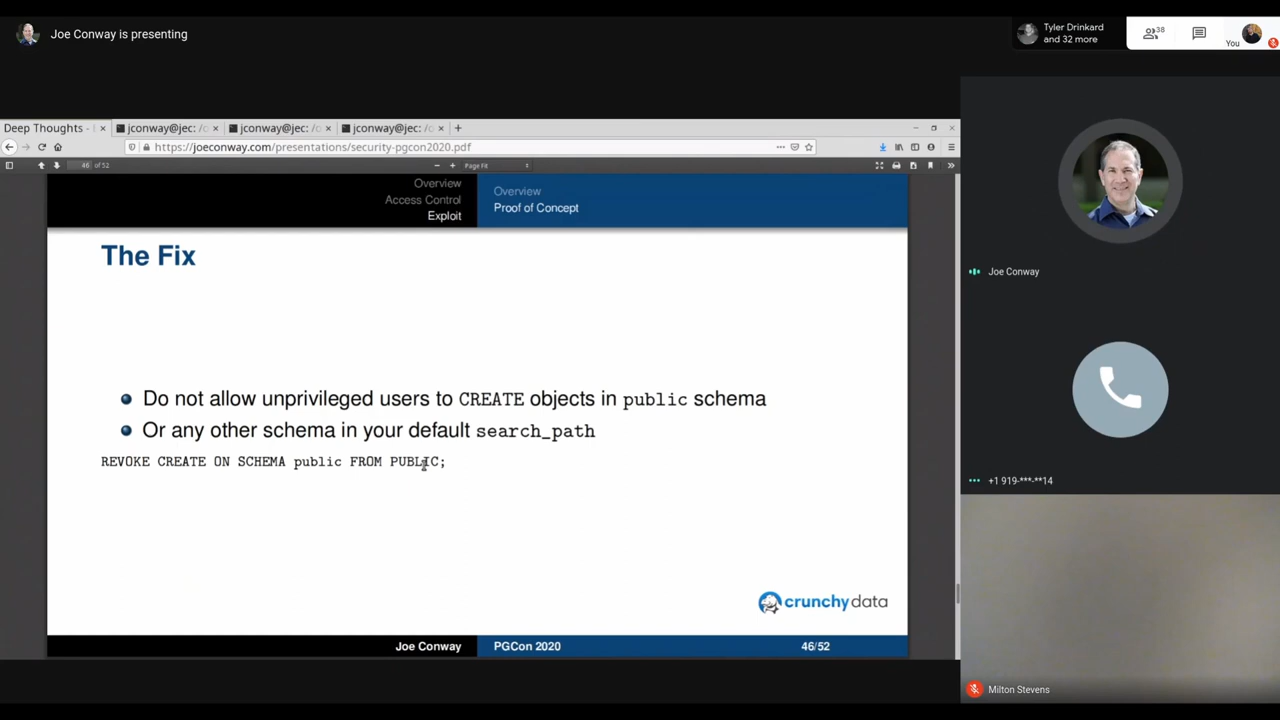 Joe Conway is presenting
Tyler Drinkard
and 32 more
38
You
Deep Thoughts -
jconway@jec: /o
jconway@jec: /o
jconway@jec: /o
https://joeconway.com/presentations/security-pgcon2020.pdf
46 of 52
Page Fit
Overview
Access Control
Exploit
Overview
Proof of Concept
The Fix
Do not allow unprivileged users to CREATE objects in public schema
Or any other schema in your default search_path
REVOKE CREATE ON SCHEMA public FROM PUBLIC;
crunchy data
Joe Conway
PGCon 2020
46/52
Joe Conway
+1 919-***-**14
Milton Stevens